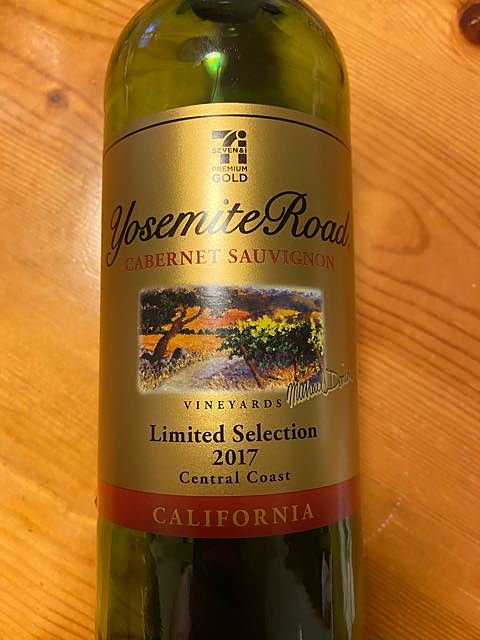 7i
SEVEN&i
PREMIUM
GOLD
Yosemite Road
CABERNET SAUVIGNON
VINEYARDS
Limited Selection
2017
Central Coast
CALIFORNIA